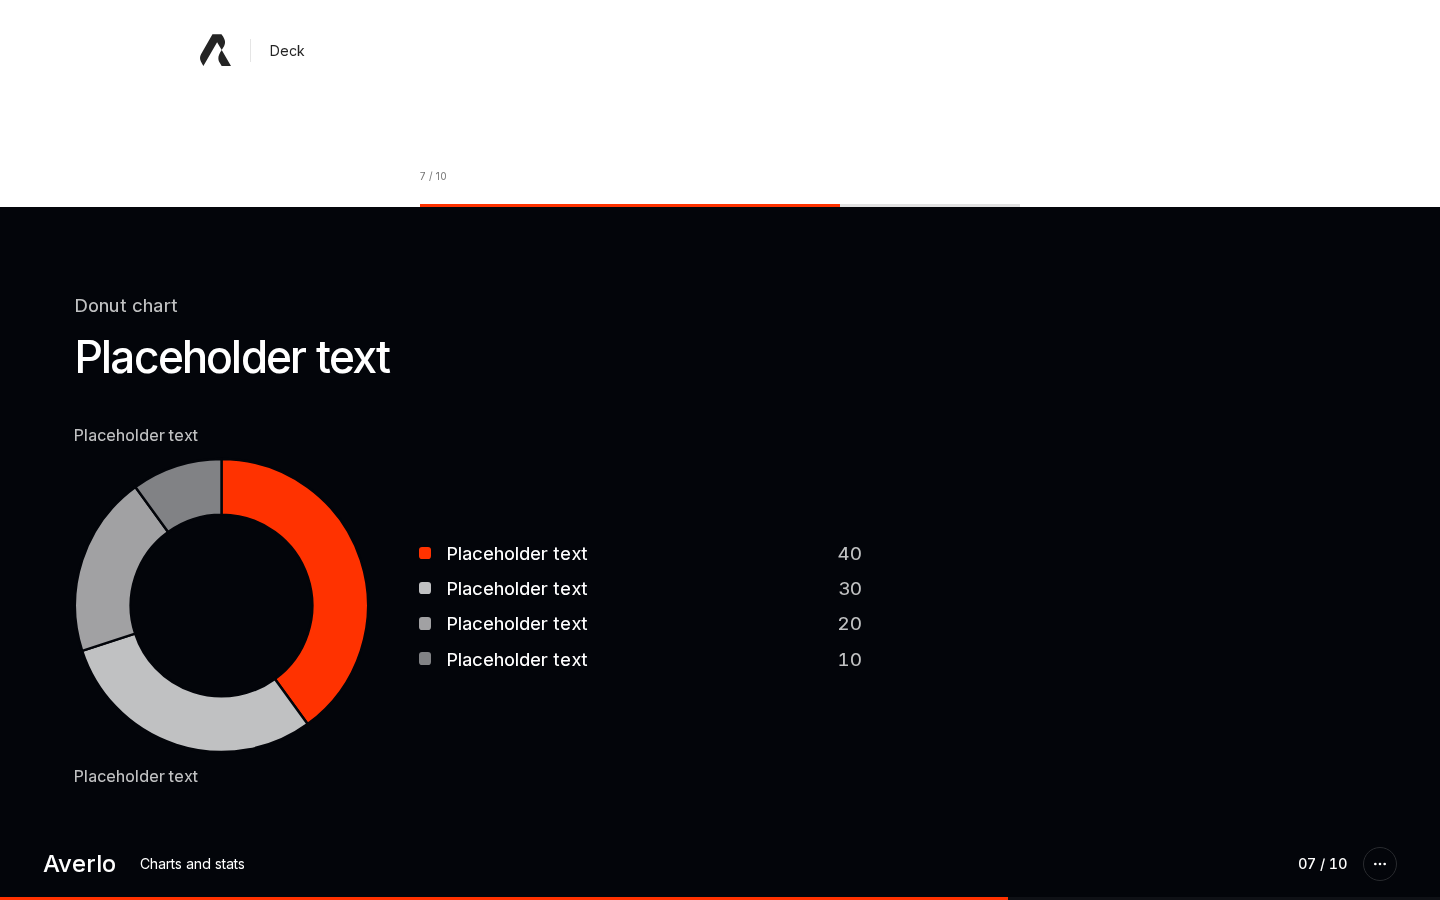 Deck
7 / 10
Donut chart
Placeholder text
Placeholder text
Placeholder text 40
Placeholder text 30
Placeholder text 20
Placeholder text 10
Placeholder text
Averlo Charts and stats 07 / 10